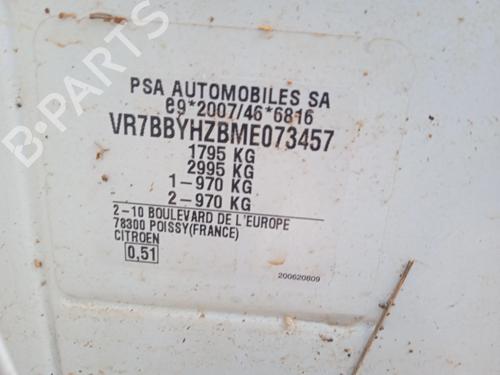 B-PARTS
PSA AUTOMOBILES SA
e9*2007/46*6816
VR7BBYHZBME073457
1795 KG
2995 KG
1-970 KG
2-970 KG
2-10 BOULEVARD DE L'EUROPE
78300 POISSY(FRANCE)
CITROEN
0,51
200620809